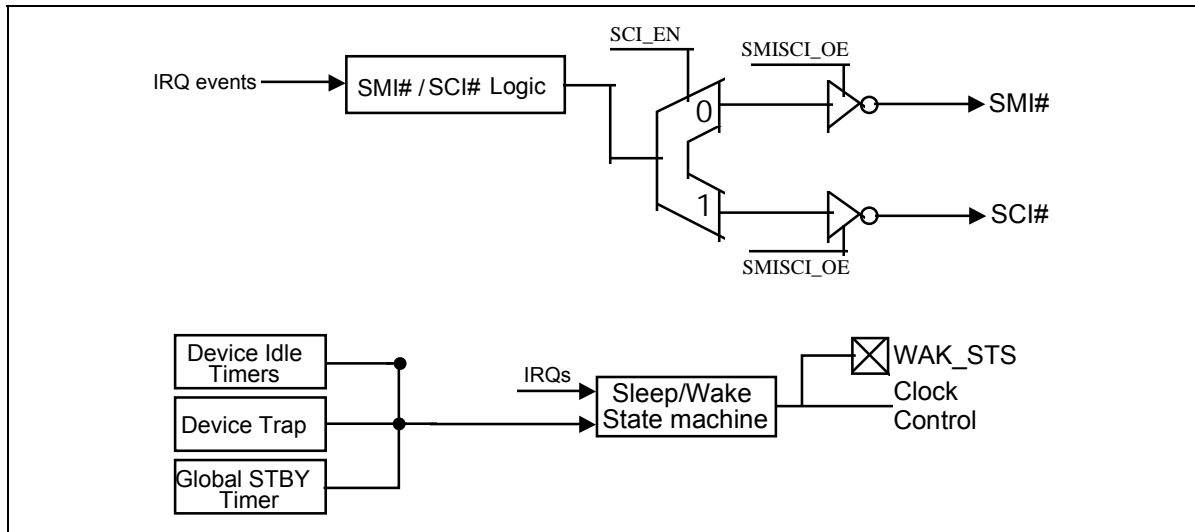 SCI_EN
SMISCI_OE
IRQ events
SMI# / SCI# Logic
0
SMI#
1
SCI#
SMISCI_OE
Device Idle
Timers
Device Trap
Global STBY
Timer
IRQs
Sleep/Wake
State machine
WAK_STS
Clock
Control